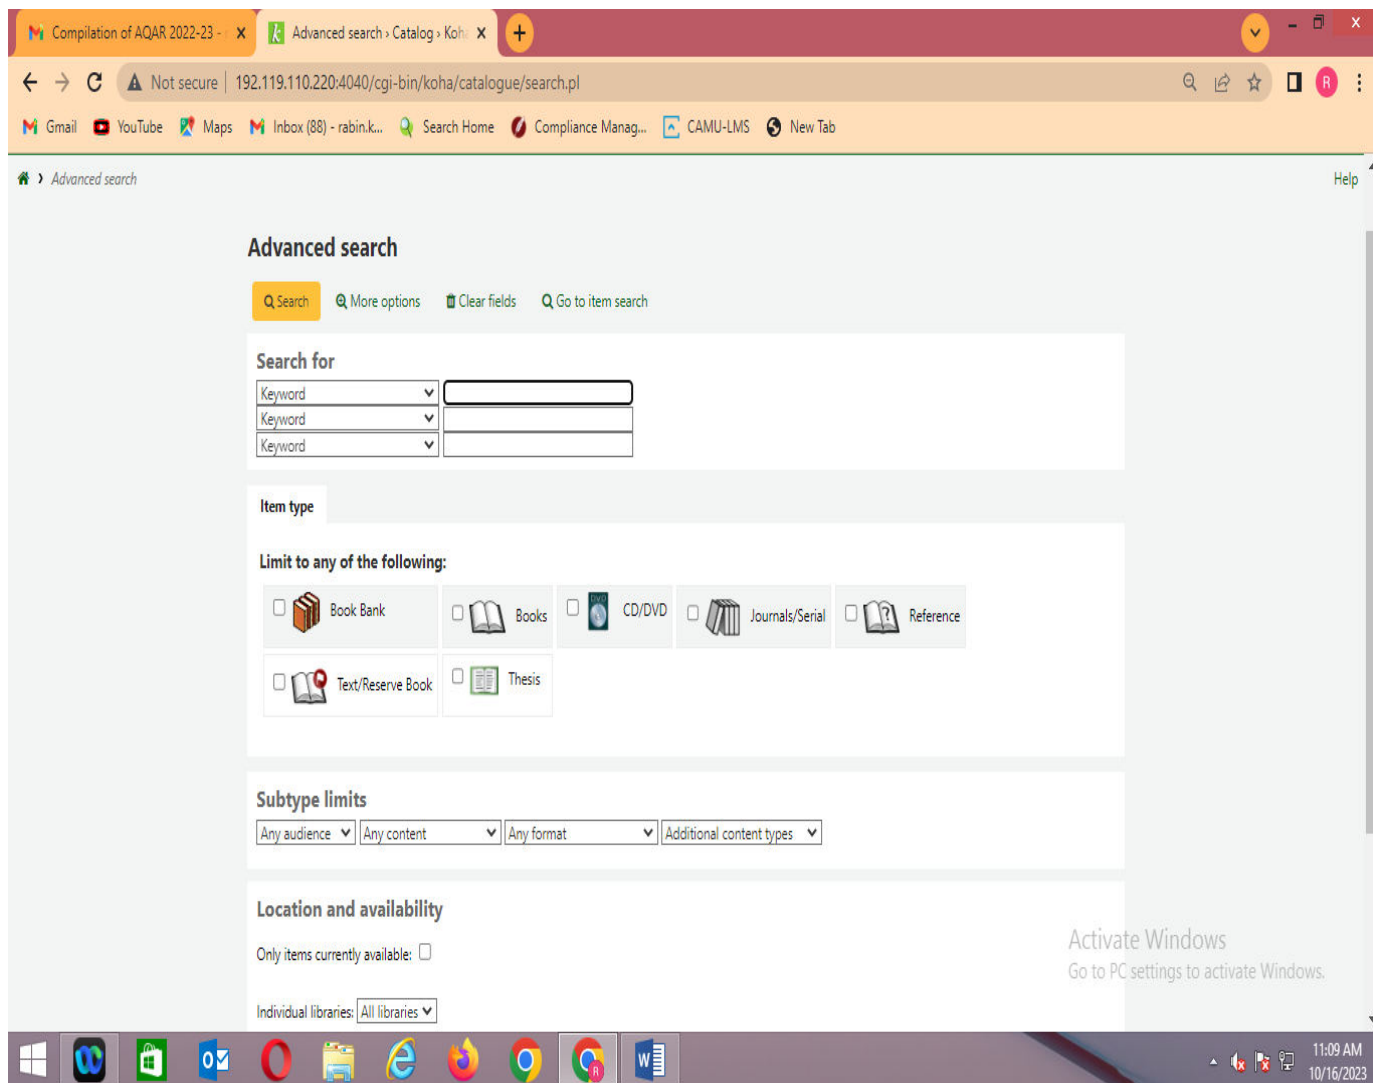 Compilation of AQAR 2022-23 -
Advanced search › Catalog › Koh
Not secure | 192.119.110.220:4040/cgi-bin/koha/catalogue/search.pl
R
Gmail YouTube Maps Inbox (88) - rabin.k... Search Home Compliance Manag... CAMU-LMS New Tab
Advanced search
Help
Advanced search
Search More options Clear fields Go to item search
Search for
Keyword
Keyword
Keyword
Item type
Limit to any of the following:
Book Bank Books DVD CD/DVD Journals/Serial ? Reference
Text/Reserve Book Thesis
Subtype limits
Any audience Any content Any format Additional content types
Location and availability
Only items currently available:
Individual libraries: All libraries
Activate Windows
Go to PC settings to activate Windows.
11:09 AM
10/16/2023